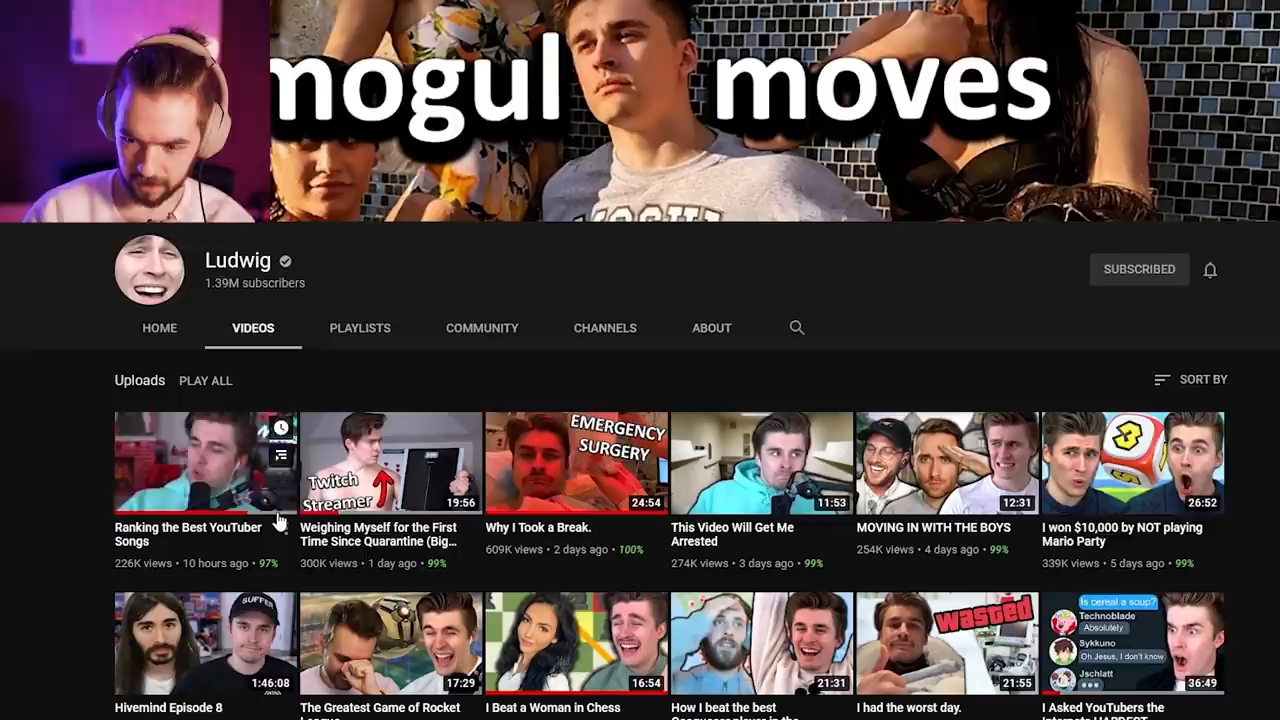 mogul moves
Ludwig
1.39M subscribers
SUBSCRIBED
HOME
VIDEOS
PLAYLISTS
COMMUNITY
CHANNELS
ABOUT
Uploads
PLAY ALL
SORT BY
Twitch
Streamer
19:56
EMERGENCY
SURGERY
24:54
11:53
12:31
3
26:52
Ranking the Best YouTuber
Songs
226K views • 10 hours ago • 97%
Weighing Myself for the First
Time Since Quarantine (Big...
300K views • 1 day ago • 99%
Why I Took a Break.
609K views • 2 days ago • 100%
This Video Will Get Me
Arrested
274K views • 3 days ago • 99%
MOVING IN WITH THE BOYS
254K views • 4 days ago • 99%
I won $10,000 by NOT playing
Mario Party
339K views • 5 days ago • 99%
SUFFER
1:46:08
17:29
16:54
21:31
wasted
21:55
Is cereal a soup?
Technoblade
Absolutely
Sykkuno
Oh Jesus, I don't know
Jschlatt
36:49
Hivemind Episode 8
The Greatest Game of Rocket
I Beat a Woman in Chess
How I beat the best
I had the worst day.
I Asked YouTubers the